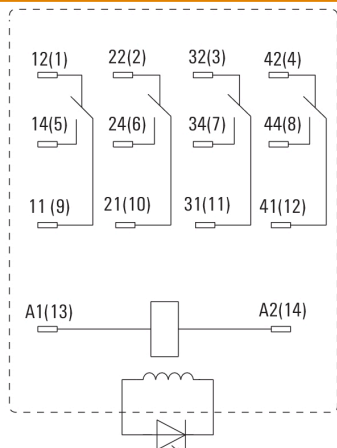 12(1) 22(2) 32(3) 42(4)
14(5) 24(6) 34(7) 44(8)
11 (9) 21(10) 31(11) 41(12)
A1(13) A2(14)